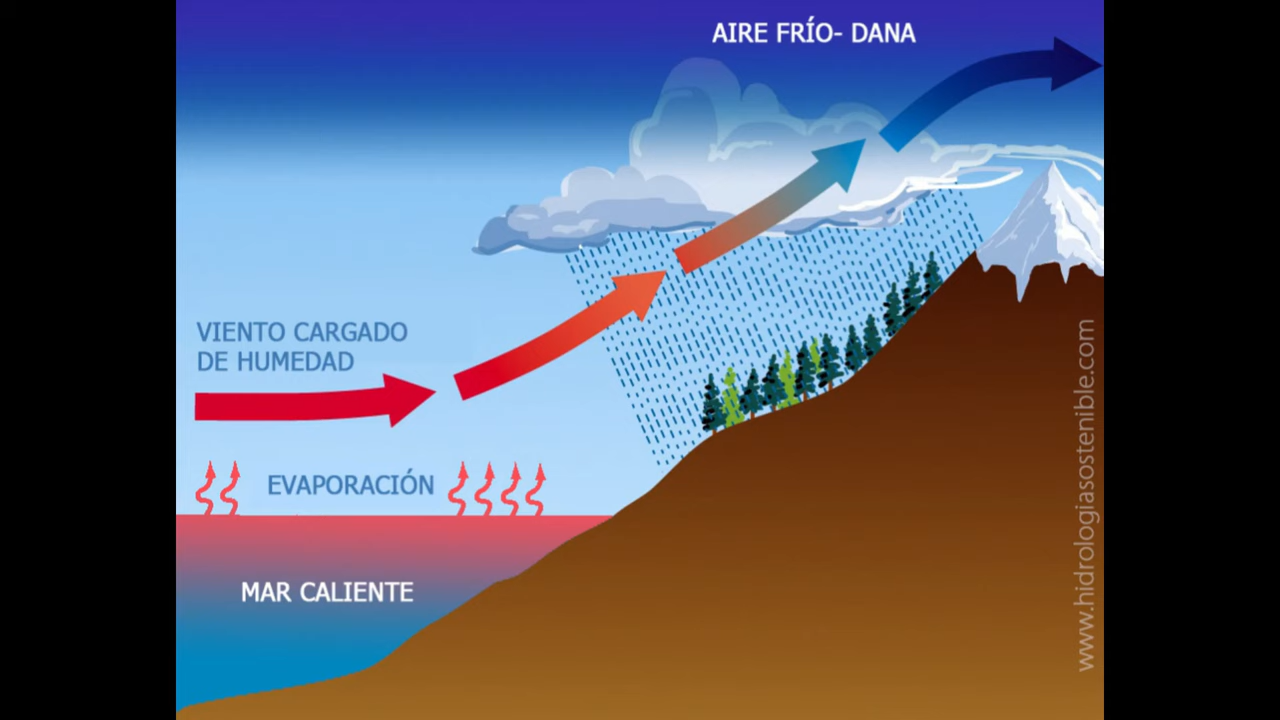 AIRE FRÍO- DANA
VIENTO CARGADO
DE HUMEDAD
EVAPORACIÓN
MAR CALIENTE
www.hidrologiasostenible.com